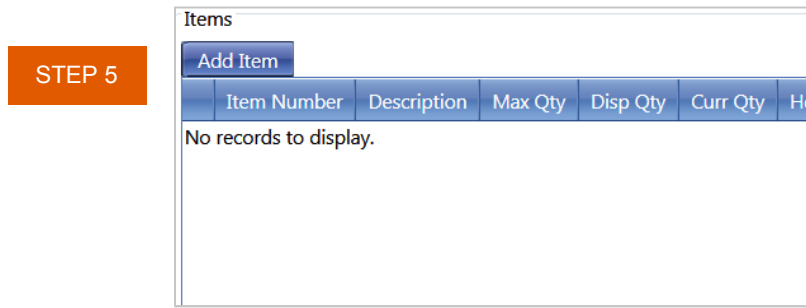 Items
STEP 5
Add Item
Item Number Description Max Qty Disp Qty Curr Qty
No records to display.